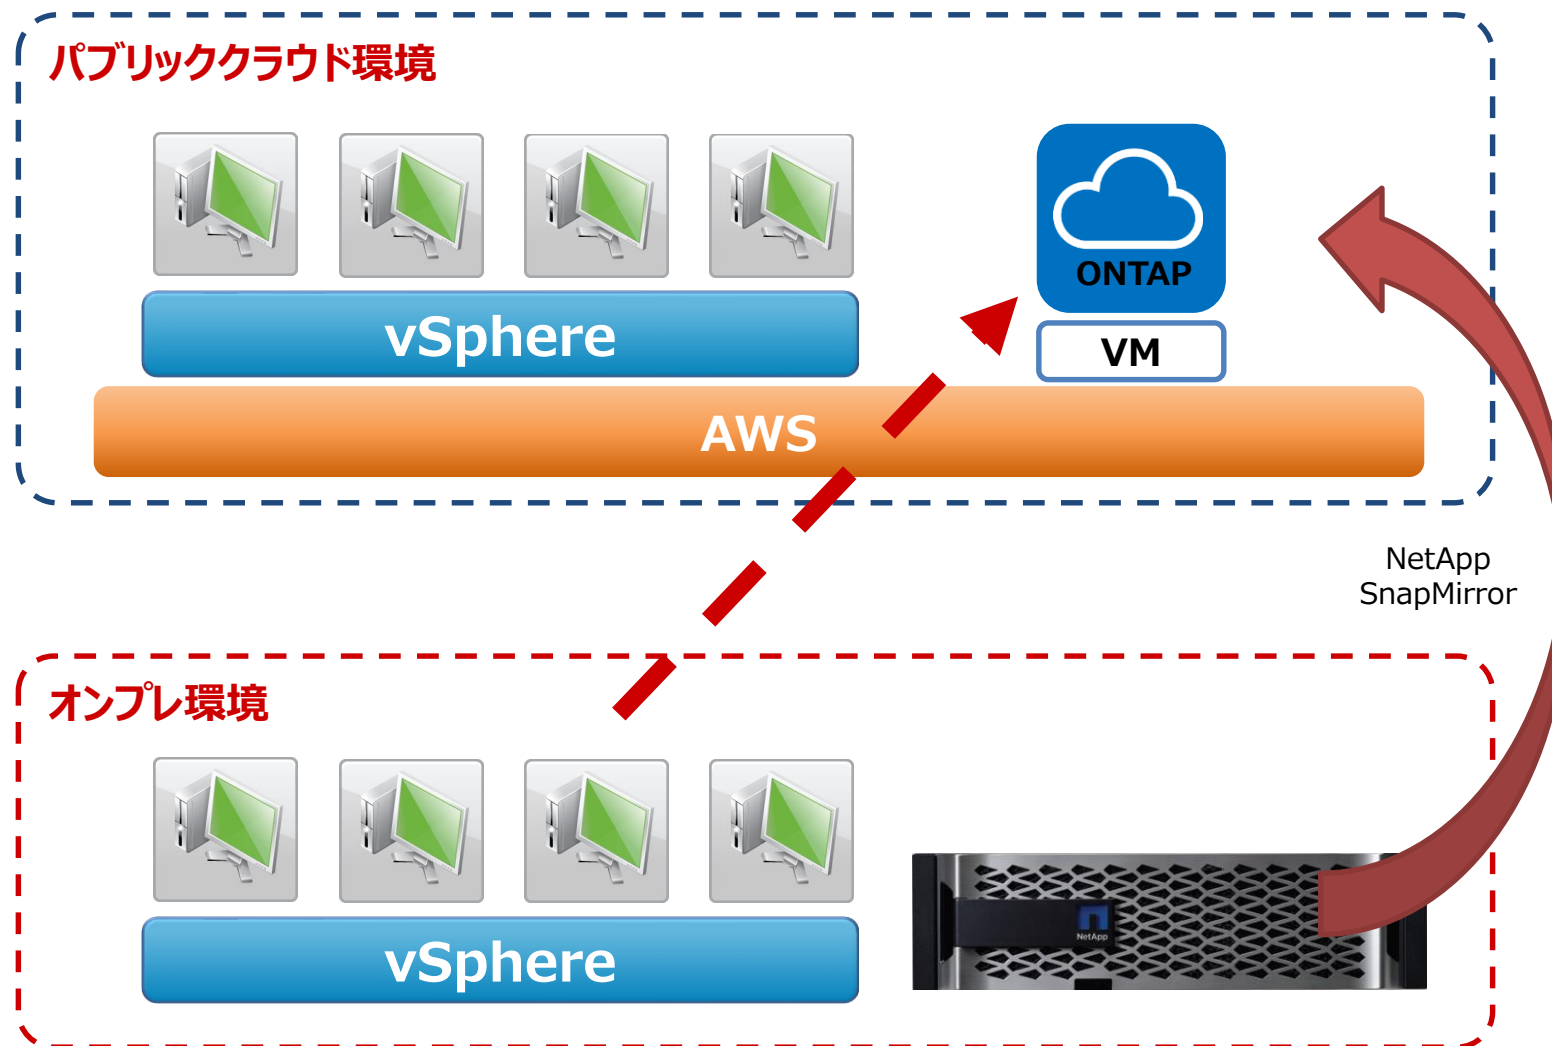 パブリッククラウド環境
ONTAP
vSphere
VM
AWS
NetApp
SnapMirror
オンプレ環境
NetApp
vSphere